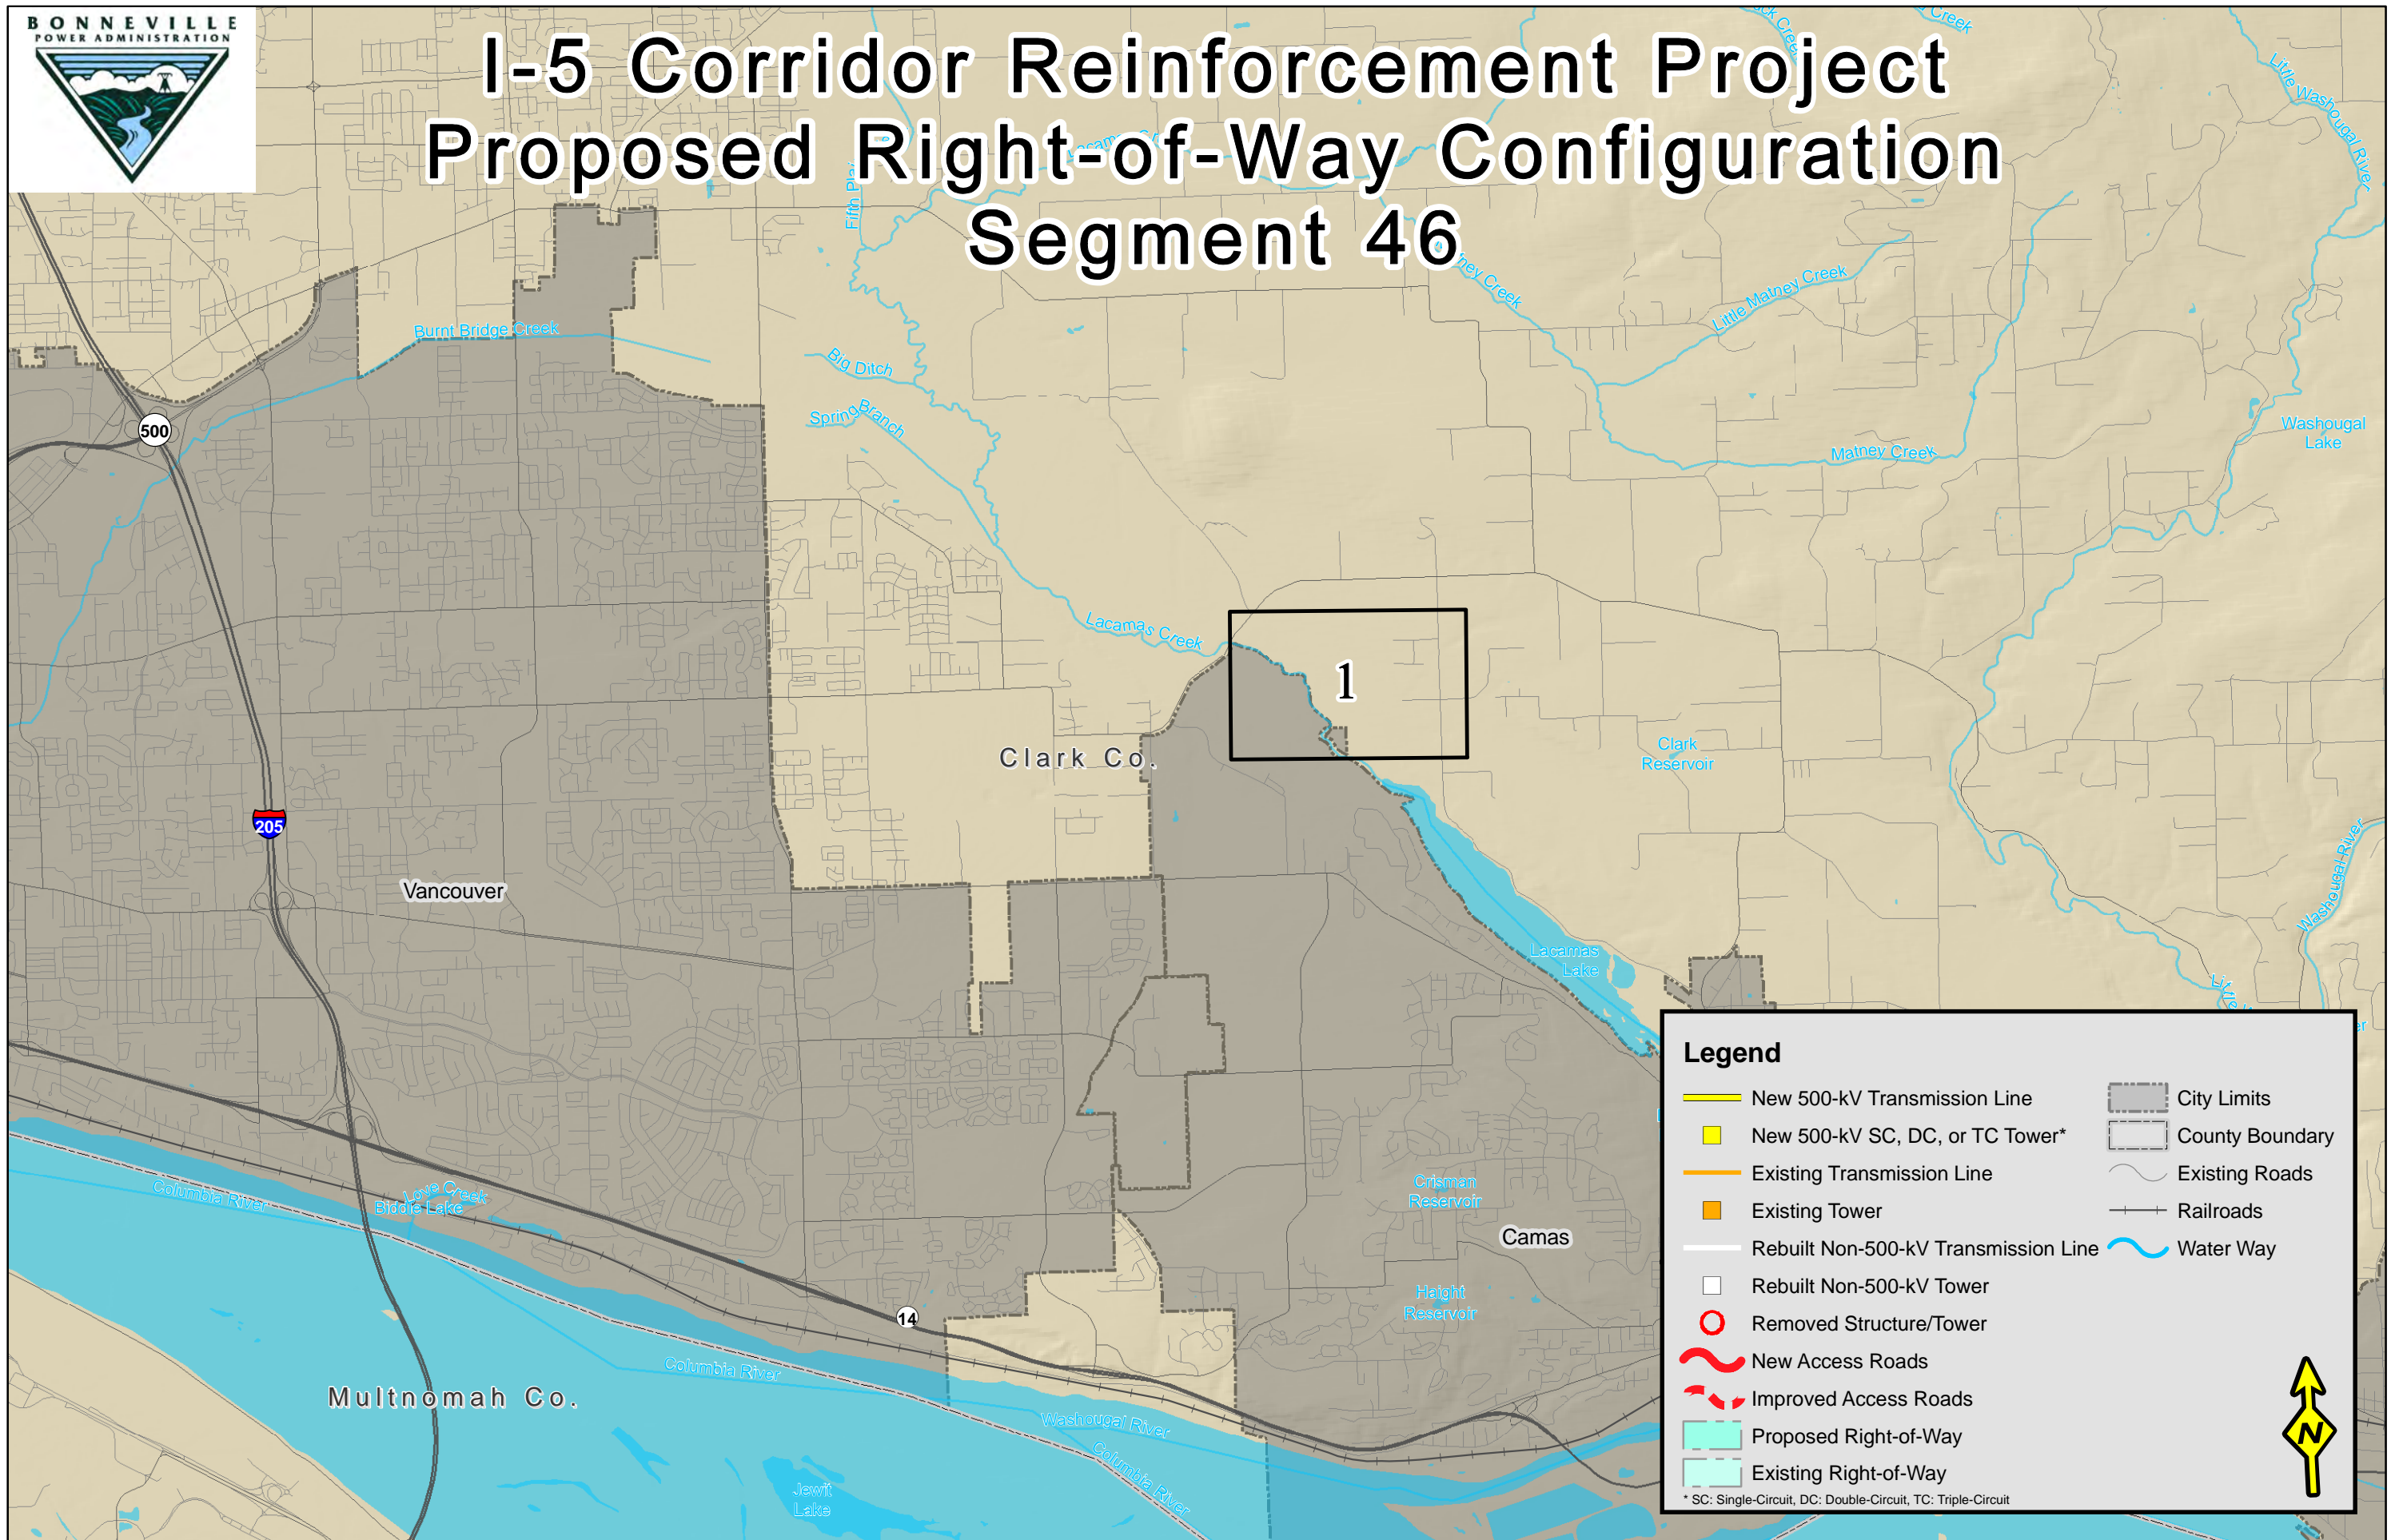 BONNEVILLE
POWER ADMINISTRATION
I-5 Corridor Reinforcement Project
Proposed Right-of-Way Configuration
Segment 46
Creek
Little Washougal River
Fifth
Burnt Bridge Creek
Big Ditch
Spring Branch
Little Matney Creek
Matney Creek
Washougal
Lake
500
Lacamas Creek
1
Clark Co.
Clark
Reservoir
205
Vancouver
Washougal River
Lacamas
Lake
Columbia River
Love Creek
Biddle Lake
Crisman
Reservoir
Camas
Haight
Reservoir
14
Columbia River
Multnomah Co.
Washougal River
Columbia River
Jewit
Lake
Legend
New 500-kV Transmission Line
New 500-kV SC, DC, or TC Tower*
Existing Transmission Line
Existing Tower
Rebuilt Non-500-kV Transmission Line
Rebuilt Non-500-kV Tower
Removed Structure/Tower
New Access Roads
Improved Access Roads
Proposed Right-of-Way
Existing Right-of-Way
City Limits
County Boundary
Existing Roads
Railroads
Water Way
* SC: Single-Circuit, DC: Double-Circuit, TC: Triple-Circuit
N